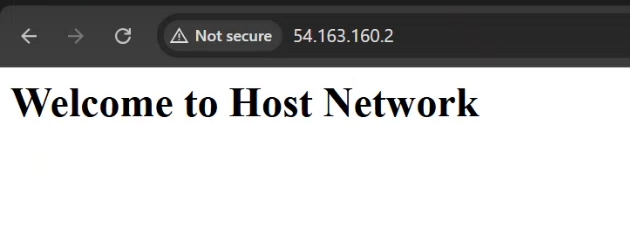 Not secure 54.163.160.2
Welcome to Host Network